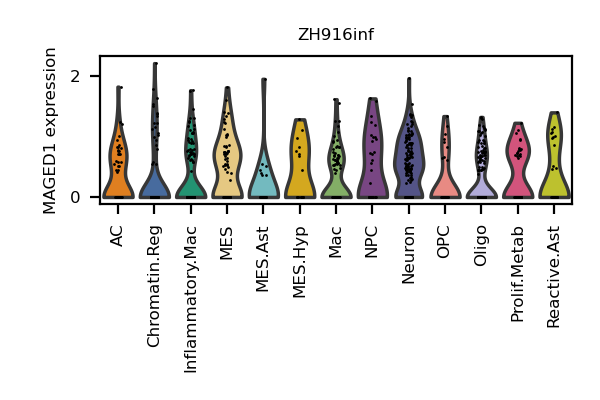 ZH916inf
MAGED1 expression
2
0
AC
Chromatin.Reg
Inflammatory.Mac
MES
MES.Ast
MES.Hyp
Mac
NPC
Neuron
OPC
Oligo
Prolif.Metab
Reactive.Ast